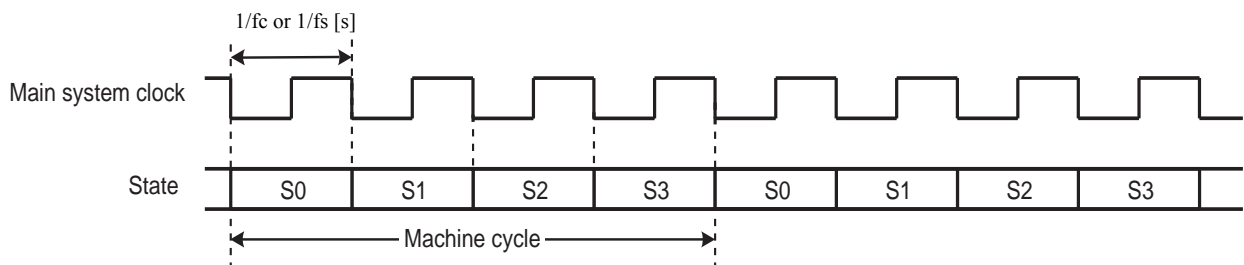 1/fc or 1/fs [s]
Main system clock
State S0 S1 S2 S3 S0 S1 S2 S3
Machine cycle